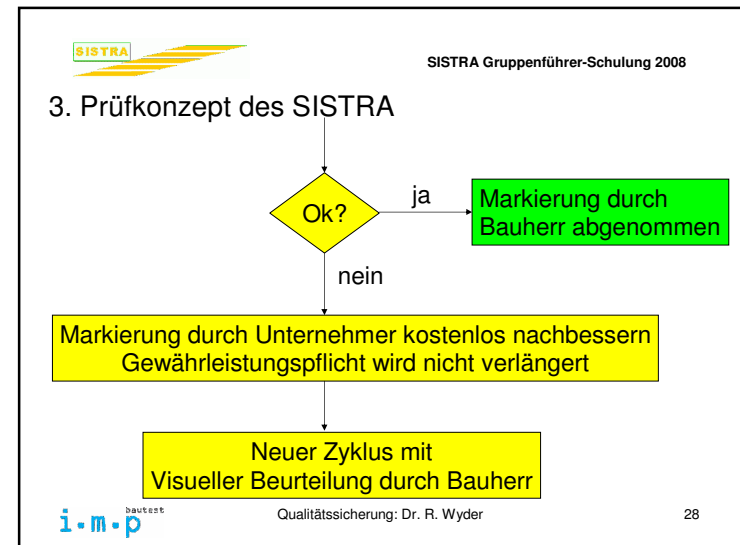 SISTRA
SISTRA Gruppenführer-Schulung 2008
3. Prüfkonzept des SISTRA
Ok?
ja
Markierung durch
Bauherr abgenommen
nein
Markierung durch Unternehmer kostenlos nachbessern
Gewährleistungspflicht wird nicht verlängert
Neuer Zyklus mit
Visueller Beurteilung durch Bauherr
i.m.p bautest
Qualitätssicherung: Dr. R. Wyder
28